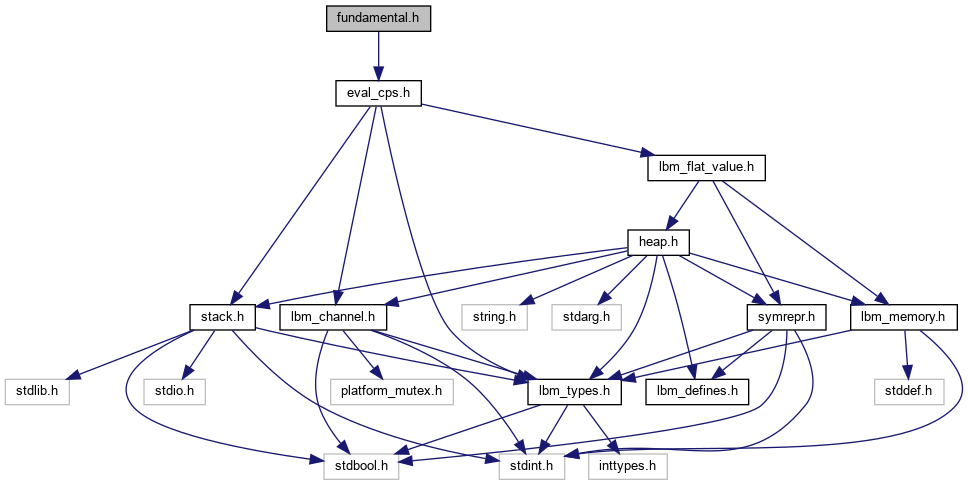 fundamental.h
eval_cps.h
lbm_flat_value.h
heap.h
stack.h
lbm_channel.h
string.h
stdarg.h
symrepr.h
lbm_memory.h
stdlib.h
stdio.h
platform_mutex.h
lbm_types.h
lbm_defines.h
stddef.h
stdbool.h
stdint.h
inttypes.h